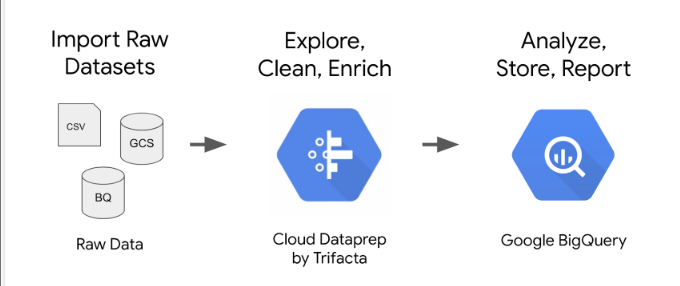 Import Raw
Datasets
Explore,
Clean, Enrich
Analyze,
Store, Report
CSV
GCS
BQ
Raw Data
Cloud Dataprep
by Trifacta
Google BigQuery